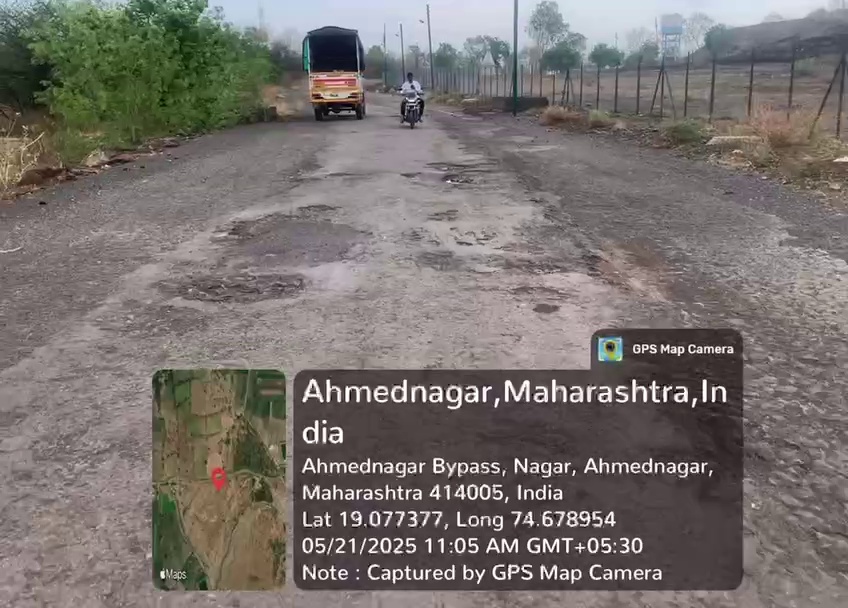 GPS Map Camera
Ahmednagar,Maharashtra,In
dia
Ahmednagar Bypass, Nagar, Ahmednagar,
Maharashtra 414005, India
Lat 19.077377, Long 74.678954
05/21/2025 11:05 AM GMT+05:30
Note : Captured by GPS Map Camera
Maps